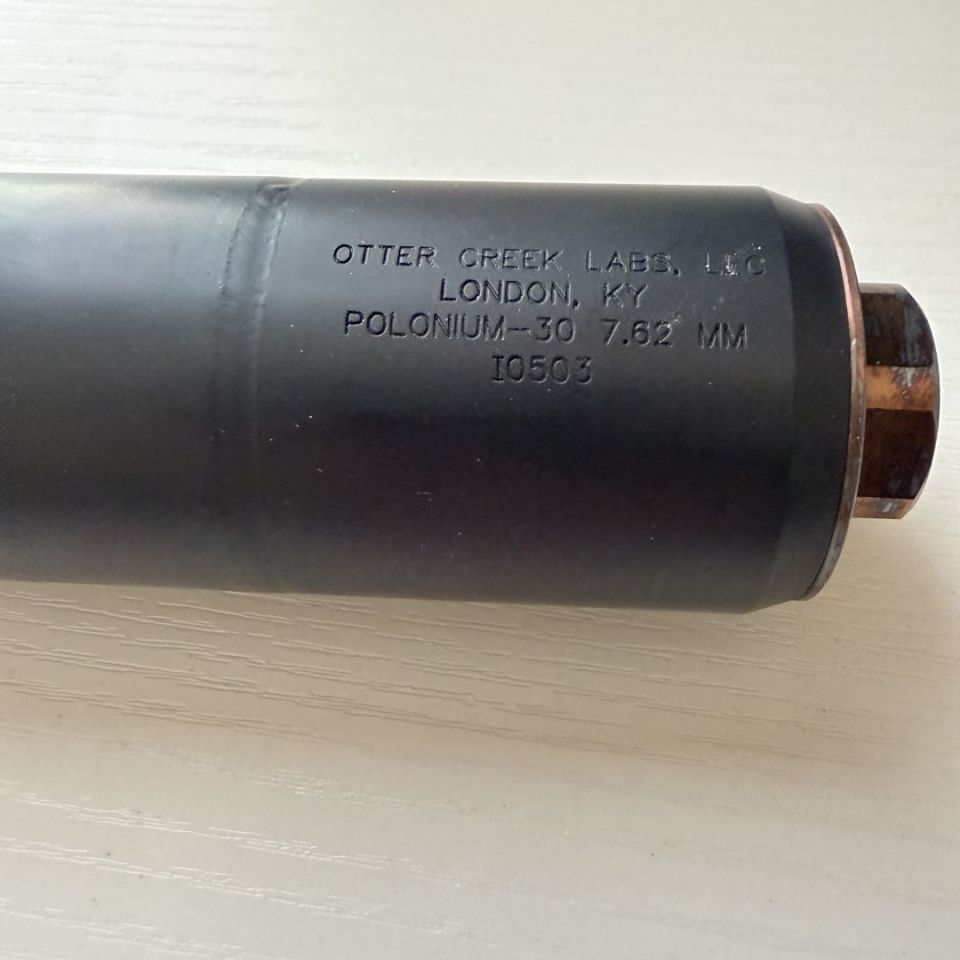 OTTER CREEK LABS, LLC
LONDON, KY
POLONIUM-30 7.62 MM
I0503